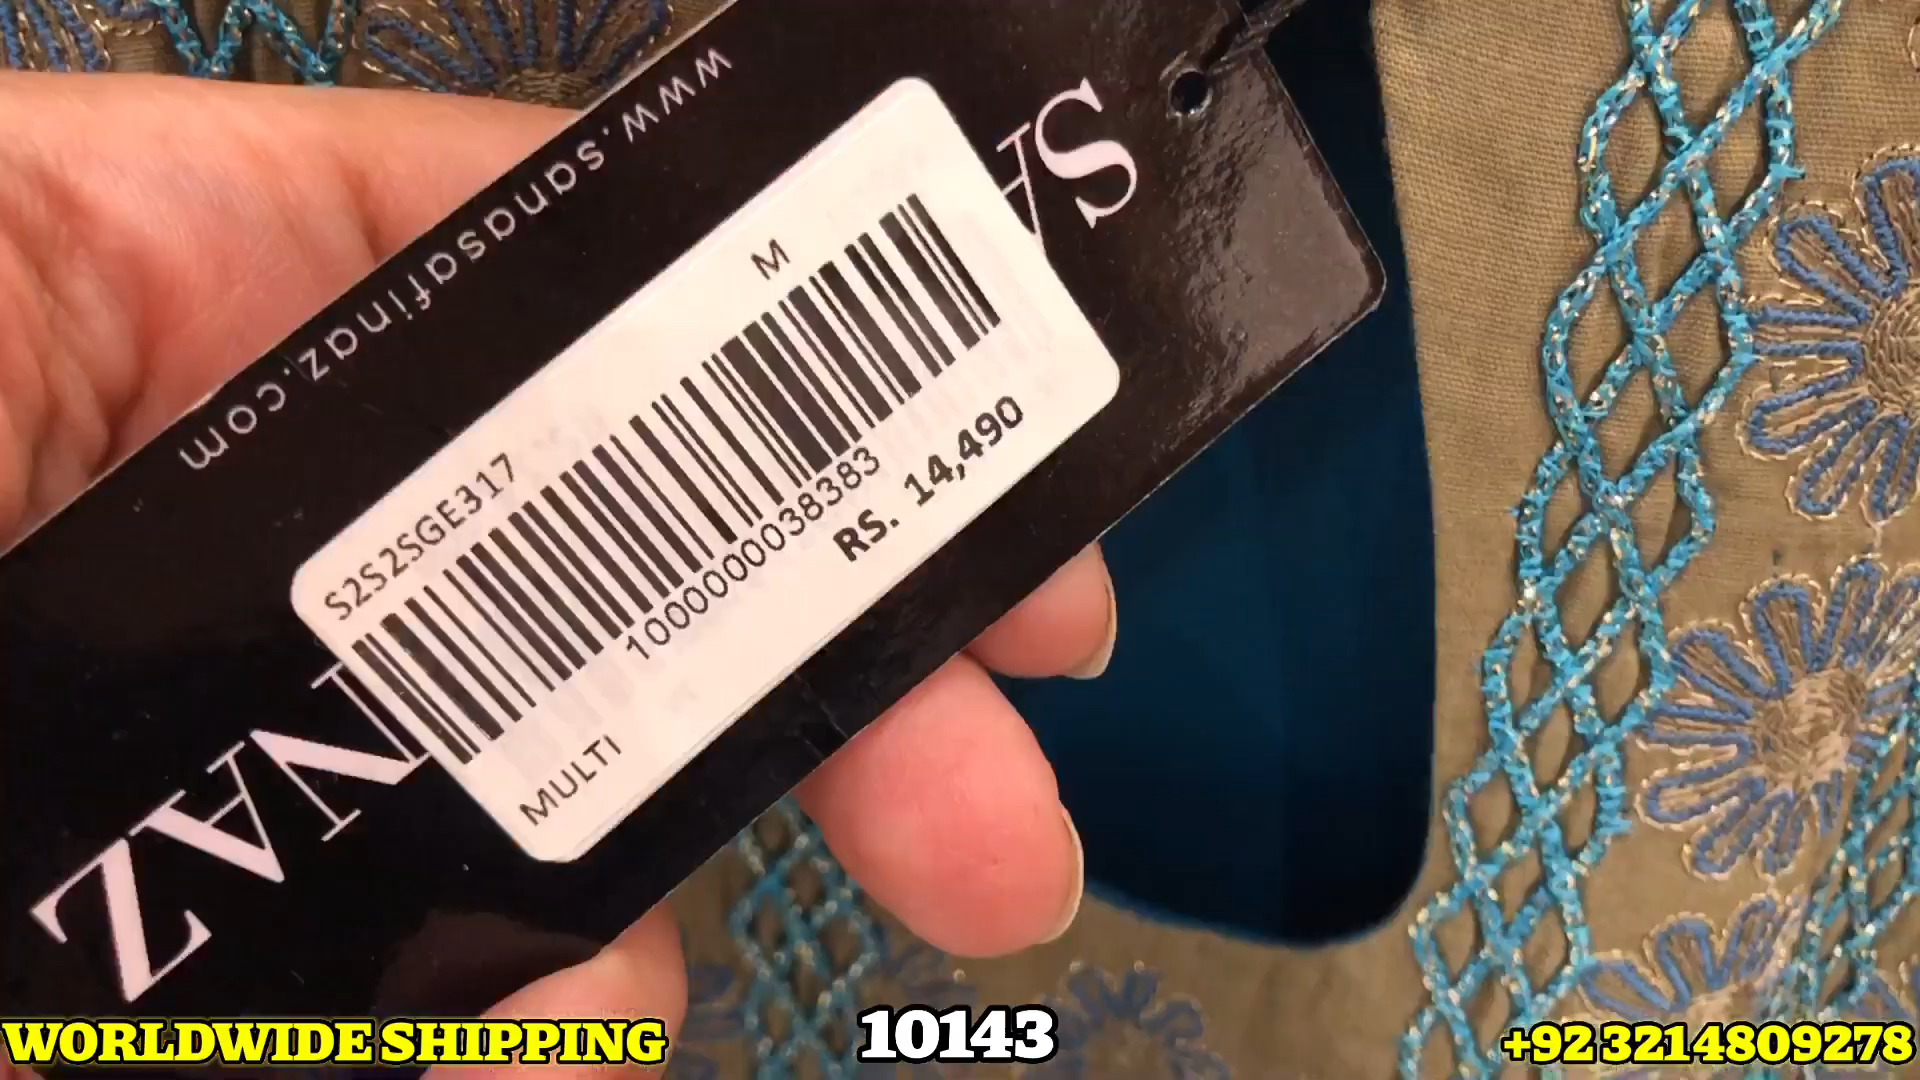 www.sanasafinaz.com
SA
NAZ
S2S2SGE317
M
1000000038383
RS. 14,490
MULTI
WORLDWIDE SHIPPING
10143
+92 3214809278